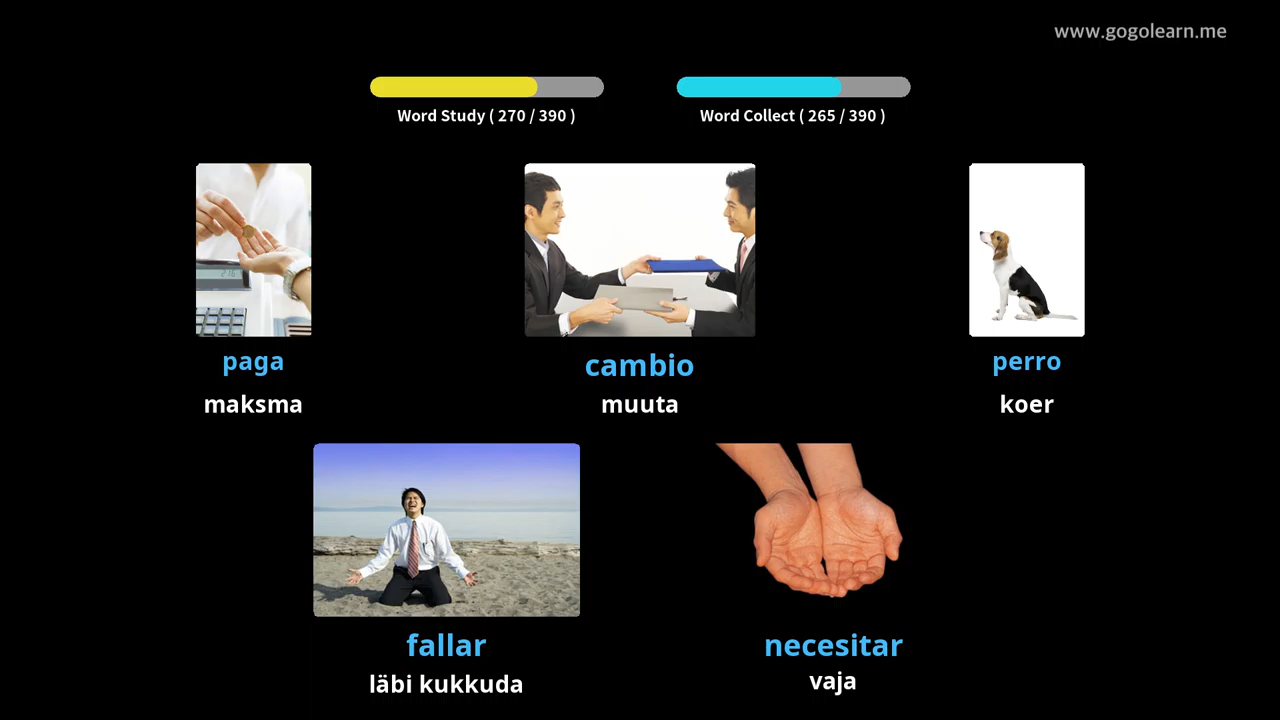 www.gogolearn.me
Word Study ( 270 / 390 )
Word Collect ( 265 / 390 )
paga
maksma
cambio
muuta
perro
koer
fallar
läbi kukkuda
necesitar
vaja